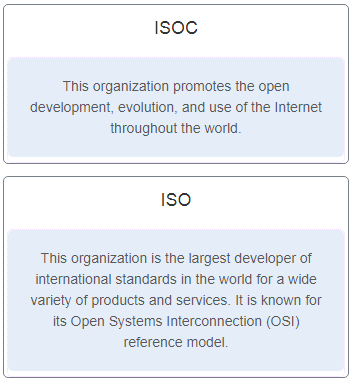 ISOC
This organization promotes the open
development, evolution, and use of the Internet
throughout the world.
ISO
This organization is the largest developer of
international standards in the world for a wide
variety of products and services. It is known for
its Open Systems Interconnection (OSI)
reference model.